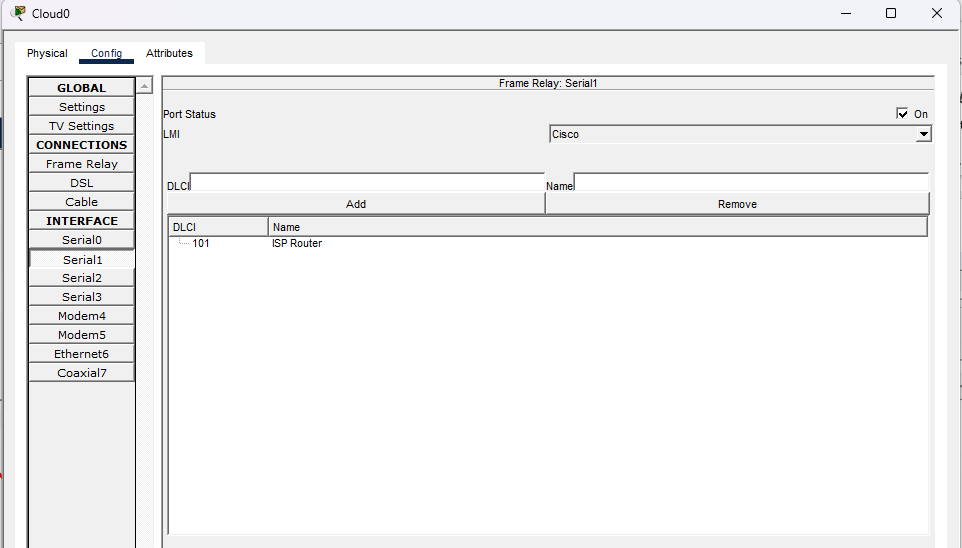 Cloud0
Physical Config Attributes
GLOBAL
Settings
TV Settings
CONNECTIONS
Frame Relay
DSL
Cable
INTERFACE
Serial0
Serial1
Serial2
Serial3
Modem4
Modem5
Ethernet6
Coaxial7
Frame Relay: Serial1
Port Status On
LMI Cisco
DLCI Name
Add Remove
DLCI Name
101 ISP Router